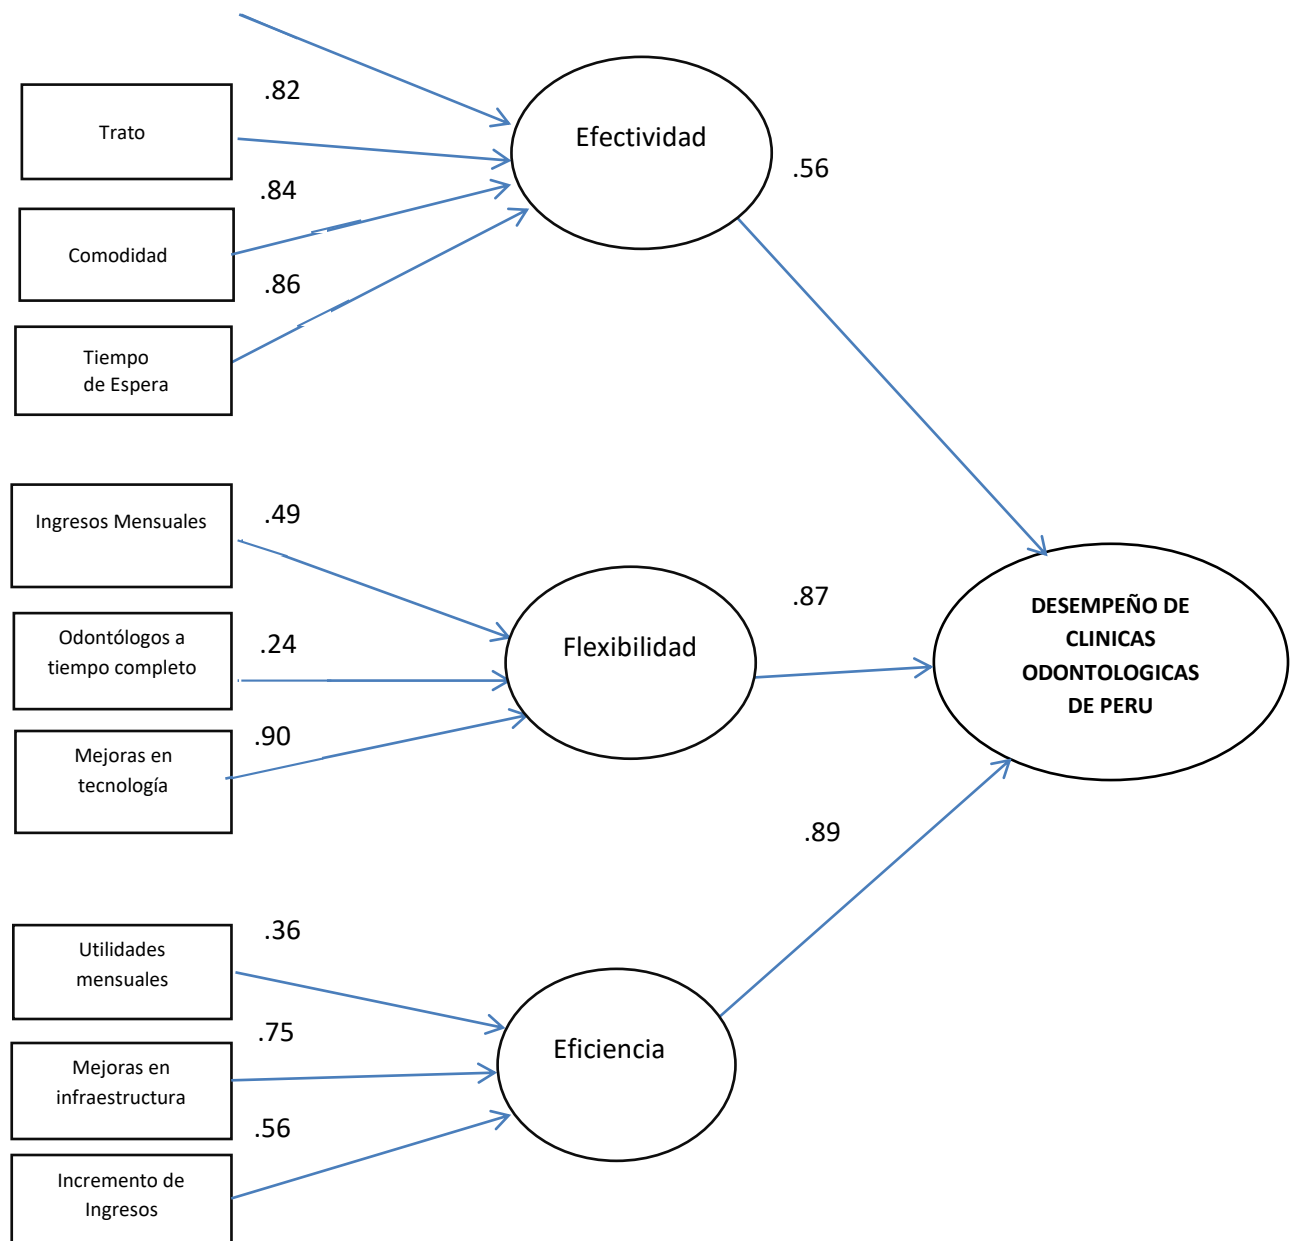 .82
Trato
Efectividad
.56
.84
Comodidad
.86
Tiempo
de Espera
Ingresos Mensuales
.49
.87
DESEMPEÑO DE
CLINICAS
ODONTOLOGICAS
DE PERU
Odontólogos a
tiempo completo
.24
Flexibilidad
.90
Mejoras en
tecnología
.89
Utilidades
mensuales
.36
.75
Eficiencia
Mejoras en
infraestructura
.56
Incremento de
Ingresos